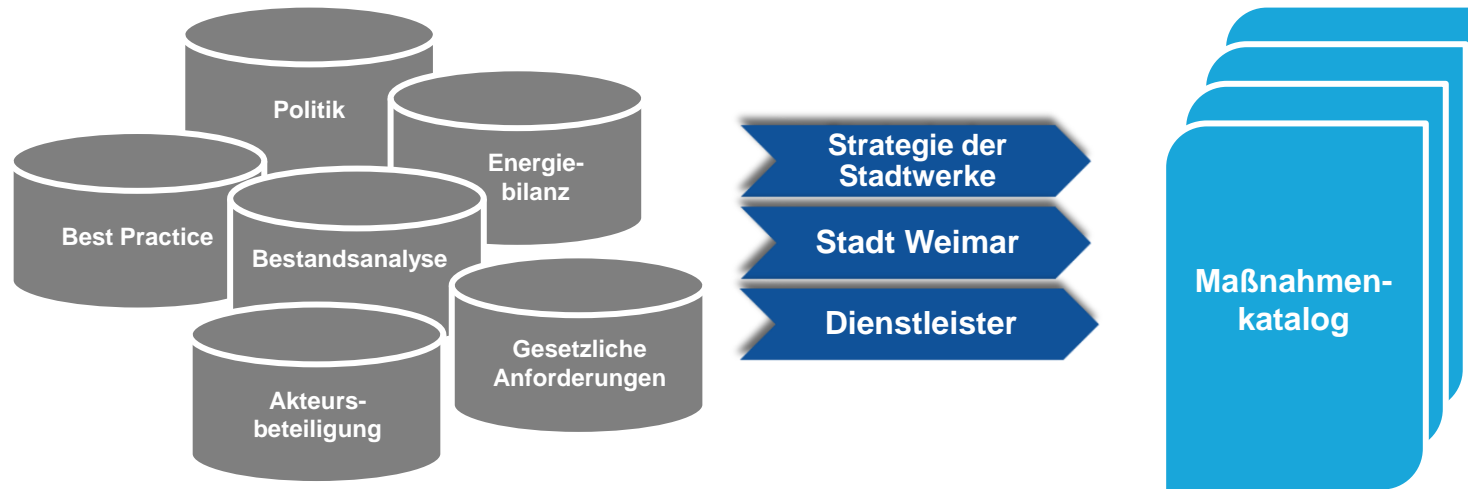 Politik
Energie-
bilanz
Best Practice
Bestandsanalyse
Gesetzliche
Anforderungen
Akteurs-
beteiligung
Strategie der
Stadtwerke
Stadt Weimar
Dienstleister
Maßnahmen-
katalog